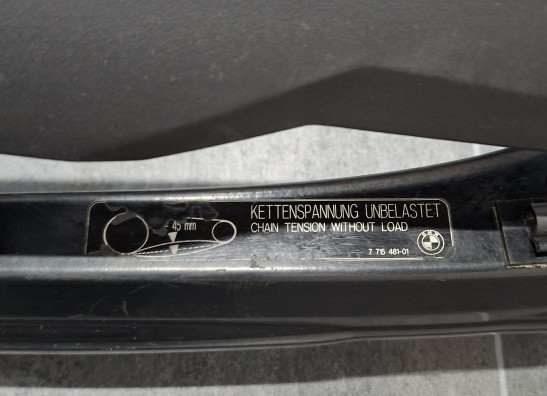 45 mm
KETTENSPANNUNG UNBELASTET
CHAIN TENSION WITHOUT LOAD
7 715 481-01